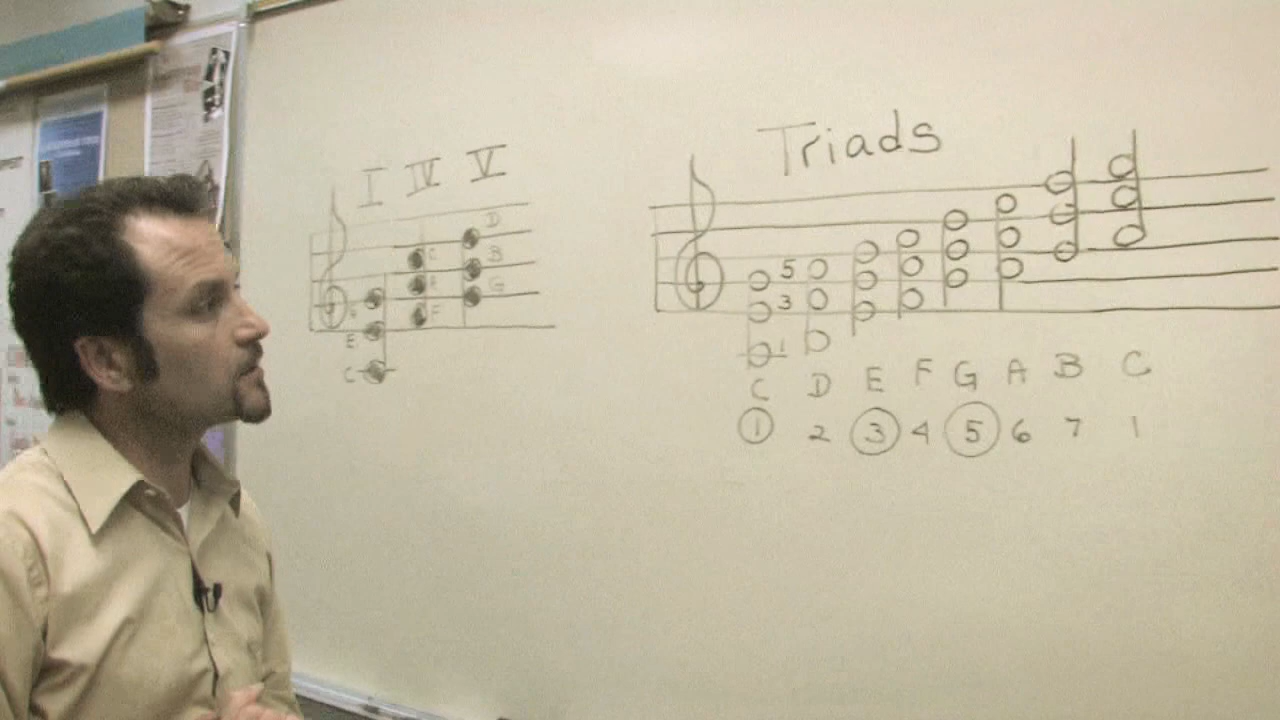 I IV V
D
C B
A G
G F
E
C
Triads
5
3
1
C D E F G A B C
1 2 3 4 5 6 7 1